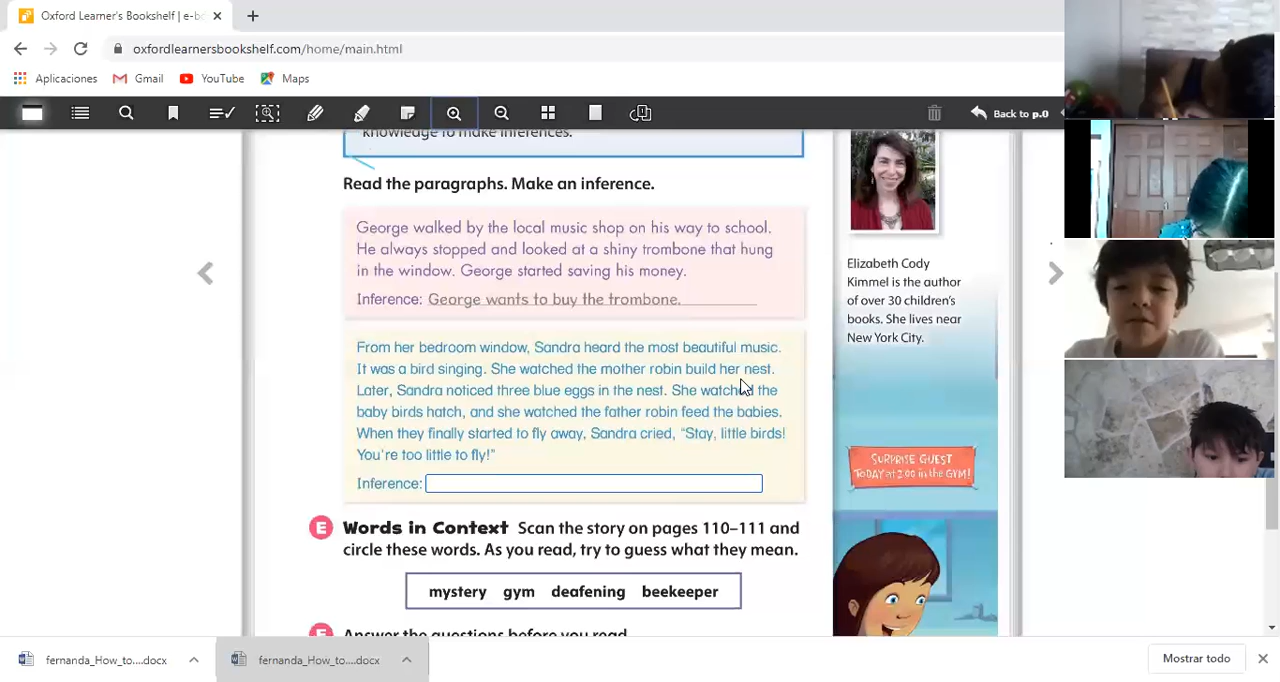 Oxford Learner's Bookshelf | e-b
oxfordlearnersbookshelf.com/home/main.html
Aplicaciones Gmail YouTube Maps
Back to p.0
knowledge to make inferences.
Read the paragraphs. Make an inference.
George walked by the local music shop on his way to school.
He always stopped and looked at a shiny trombone that hung
in the window. George started saving his money.
Inference: George wants to buy the trombone.
From her bedroom window, Sandra heard the most beautiful music.
It was a bird singing. She watched the mother robin build her nest.
Later, Sandra noticed three blue eggs in the nest. She watched the
baby birds hatch, and she watched the father robin feed the babies.
When they finally started to fly away, Sandra cried, “Stay, little birds!
You're too little to fly!”
Inference:
E Words in Context Scan the story on pages 110–111 and
circle these words. As you read, try to guess what they mean.
mystery gym deafening beekeeper
F Answer the questions before you read.
Elizabeth Cody
Kimmel is the author
of over 30 children's
books. She lives near
New York City.
SURPRISE GUEST
TODAY at 2:00 in the GYM!
fernanda_How_to....docx
fernanda_How_to....docx
Mostrar todo